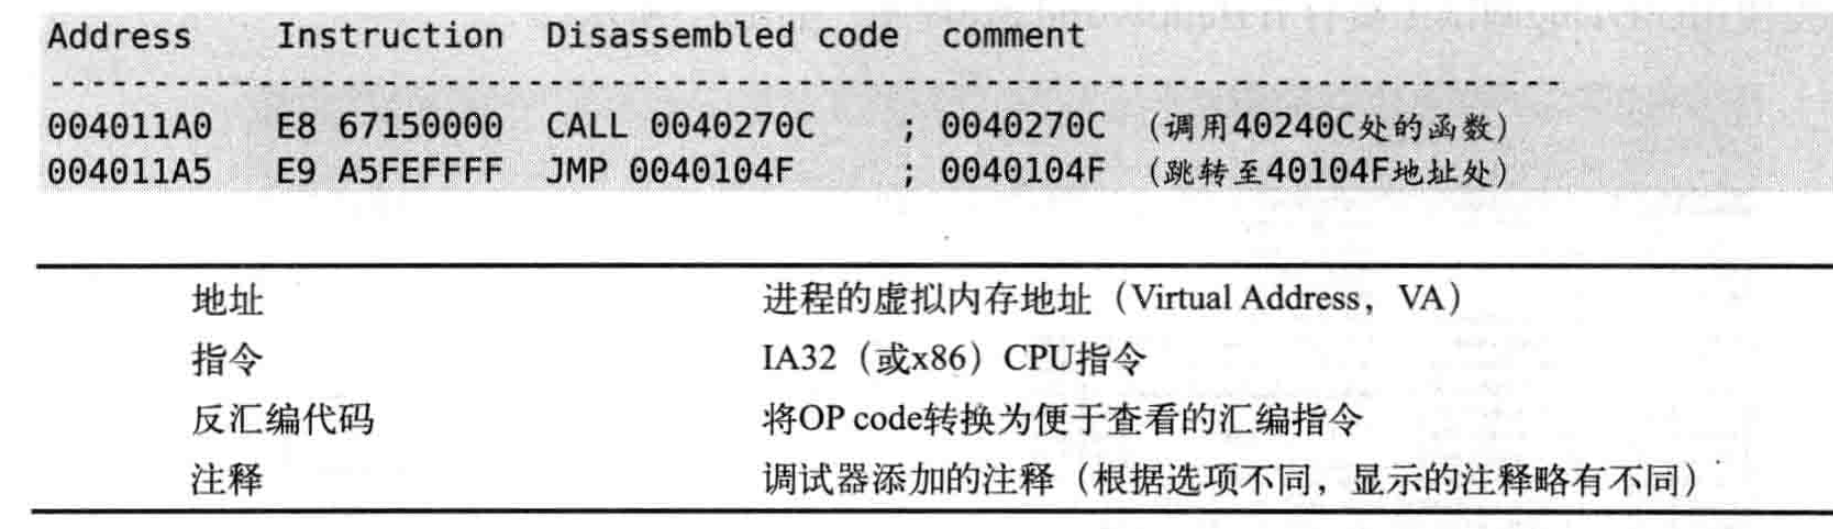 Address Instruction Disassembled code comment
004011A0 E8 67150000 CALL 0040270C ; 0040270C (调用40240C处的函数)
004011A5 E9 A5FEFFFF JMP 0040104F ; 0040104F (跳转至40104F地址处)
地址 进程的虚拟内存地址（Virtual Address，VA）
指令 IA32（或x86）CPU指令
反汇编代码 将OP code转换为便于查看的汇编指令
注释 调试器添加的注释（根据选项不同，显示的注释略有不同）